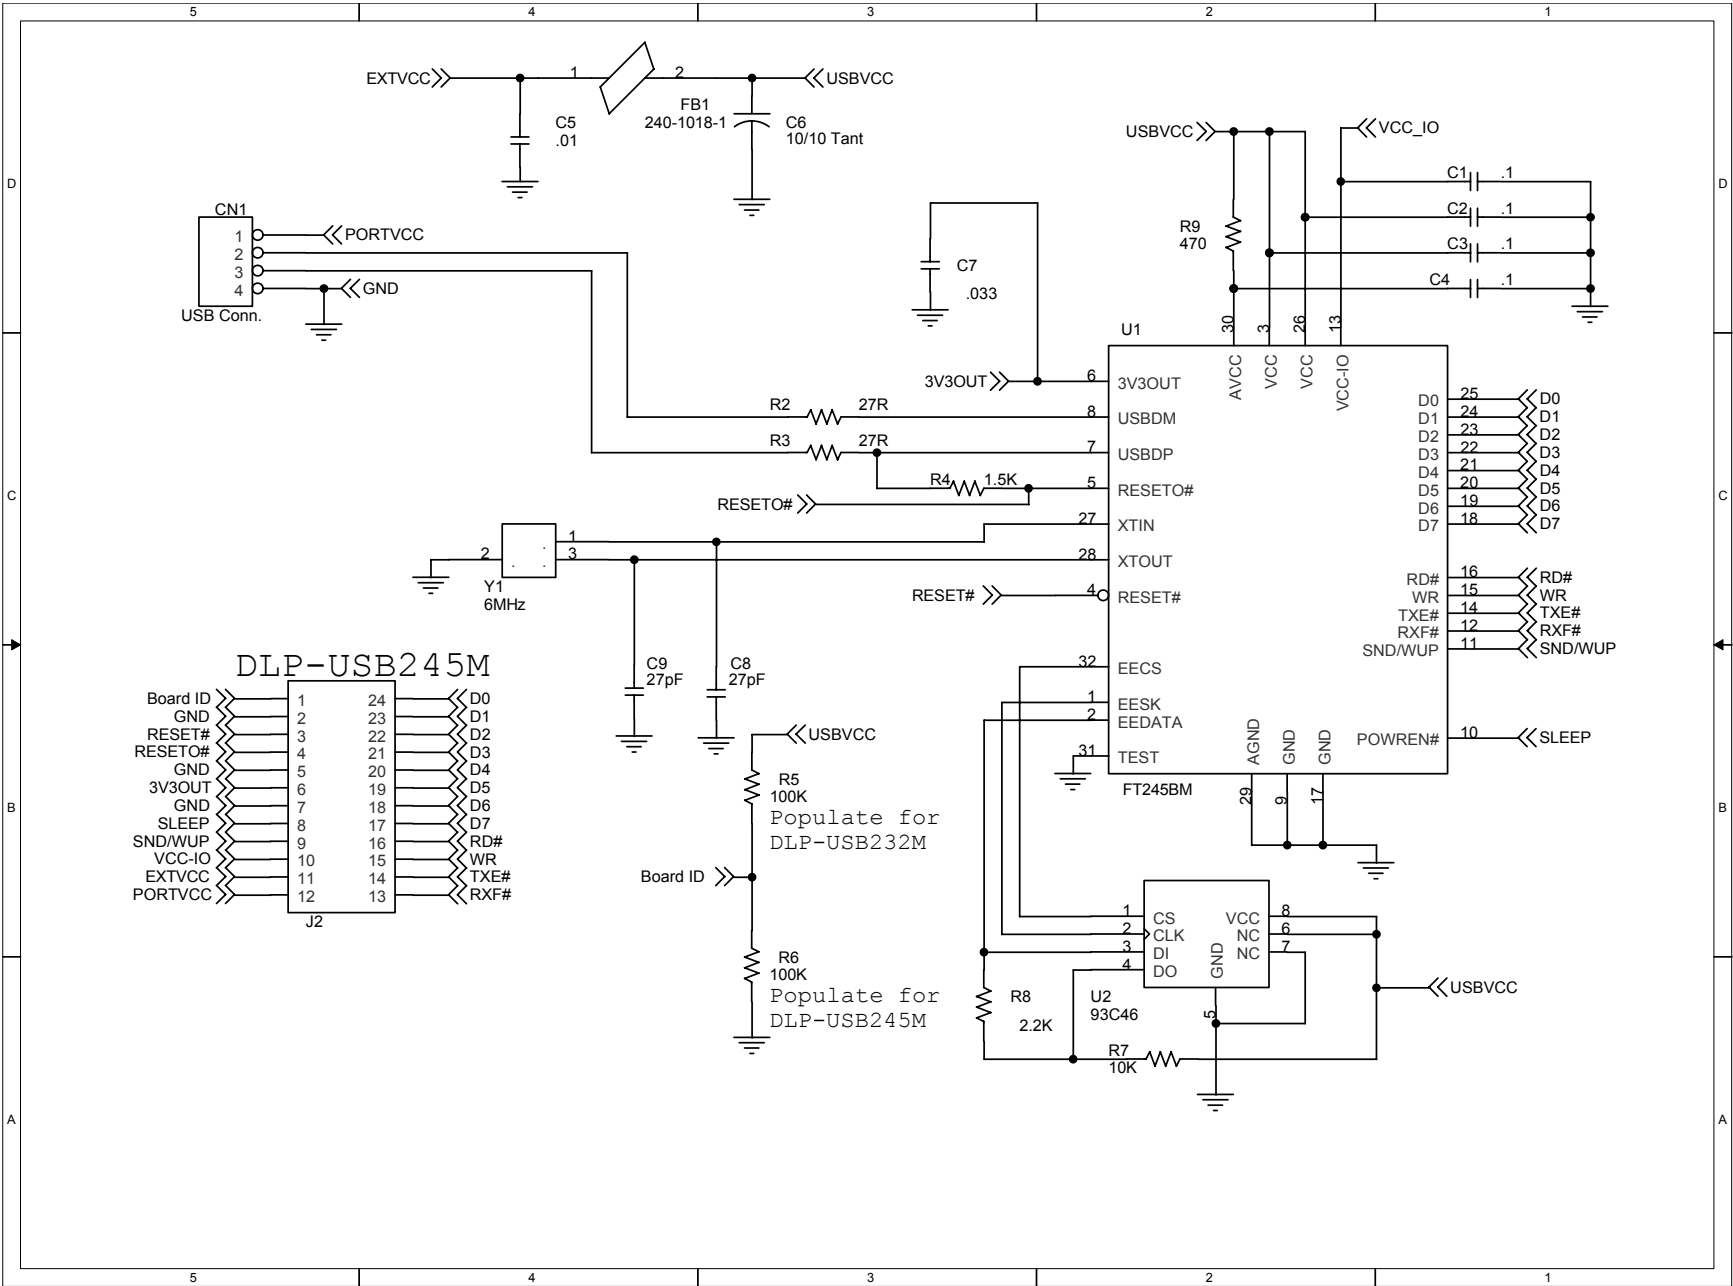 5 4 3 2 1
D D
C C
B B
A A
EXTVCC 1 2 USBVCC
FB1
240-1018-1
C5
.01
C6
10/10 Tant
USBVCC
VCC_IO
C1 .1
C2 .1
C3 .1
C4 .1
R9
470
CN1
1 PORTVCC
2
3
4 GND
USB Conn.
C7
.033
U1
30 3 26 13
AVCC VCC VCC VCC-IO
3V3OUT 6 3V3OUT
R2 27R 8 USBDM
R3 27R 7 USBDP
R4 1.5K 5 RESETO#
RESETO#
27 XTIN
28 XTOUT
RESET# 4 RESET#
32 EECS
1 EESK
2 EEDATA
31 TEST
D0 25 D0
D1 24 D1
D2 23 D2
D3 22 D3
D4 21 D4
D5 20 D5
D6 19 D6
D7 18 D7
RD# 16 RD#
WR 15 WR
TXE# 14 TXE#
RXF# 12 RXF#
SND/WUP 11 SND/WUP
POWREN# 10 SLEEP
AGND GND GND
29 9 17
FT245BM
2 1
3
Y1
6MHz
C9
27pF
C8
27pF
DLP-USB245M
Board ID 1 24 D0
GND 2 23 D1
RESET# 3 22 D2
RESETO# 4 21 D3
GND 5 20 D4
3V3OUT 6 19 D5
GND 7 18 D6
SLEEP 8 17 D7
SND/WUP 9 16 RD#
VCC-IO 10 15 WR
EXTVCC 11 14 TXE#
PORTVCC 12 13 RXF#
J2
USBVCC
R5
100K
Populate for
DLP-USB232M
Board ID
R6
100K
Populate for
DLP-USB245M
1 CS VCC 8
2 CLK NC 6
3 DI NC 7
4 DO GND
5
U2
93C46
USBVCC
R8
2.2K
R7
10K
5 4 3 2 1